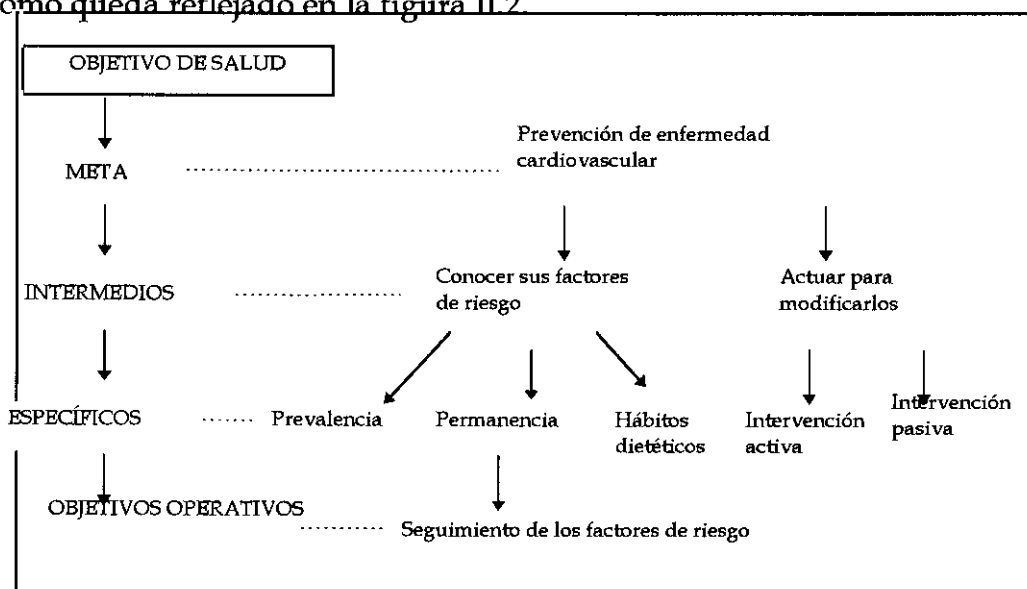 omo queda reflejado en la figura II.2.
OBJETIVO DE SALUD
Prevención de enfermedad
cardiovascular
META
Conocer sus factores
de riesgo
Actuar para
modificarlos
INTERMEDIOS
ESPECÍFICOS
Prevalencia
Permanencia
Hábitos
dietéticos
Intervención
activa
Intervención
pasiva
OBJETIVOS OPERATIVOS
Seguimiento de los factores de riesgo